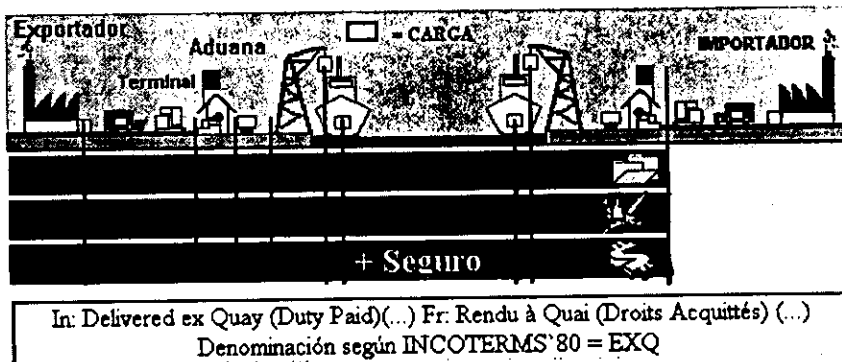 Exportador
Aduana
= CARGA
IMPORTADOR
Terminal
+ Seguro
In: Delivered ex Quay (Duty Paid)(...) Fr: Rendu à Quai (Droits Acquittés) (...)
Denominación según INCOTERMS'80 = EXQ